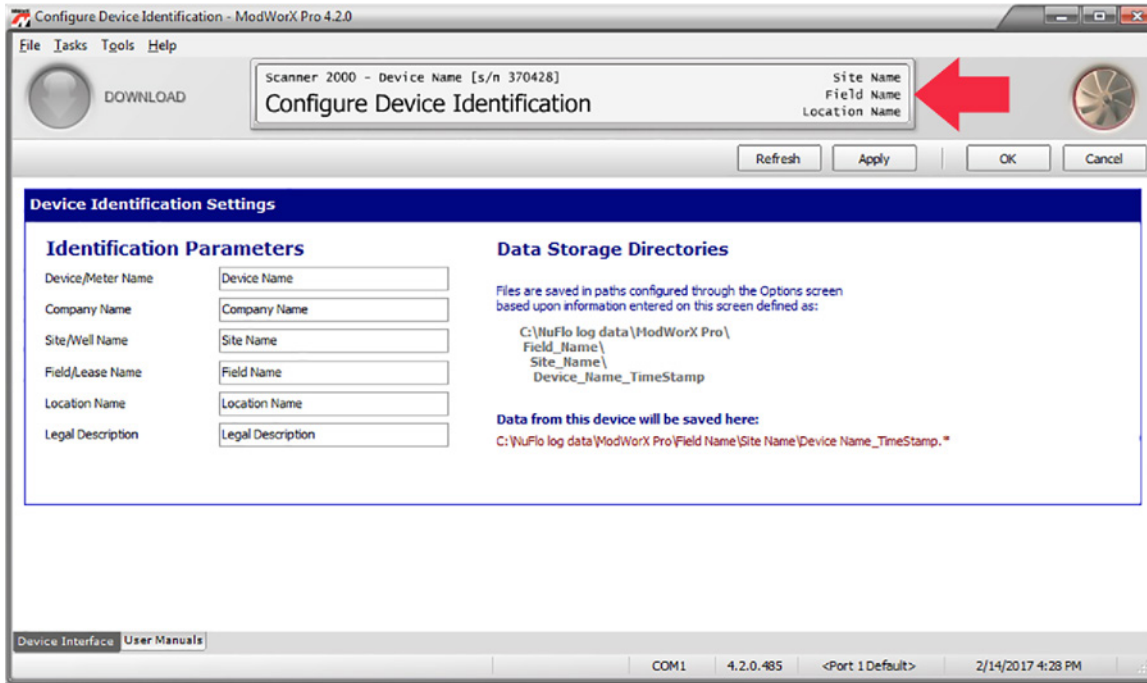 Configure Device Identification - ModWorX Pro 4.2.0
File Tasks Tools Help
DOWNLOAD
Scanner 2000 - Device Name [s/n 370428]
Configure Device Identification
Site Name
Field Name
Location Name
Refresh Apply OK Cancel
Device Identification Settings
Identification Parameters
Device/Meter Name Device Name
Company Name Company Name
Site/Well Name Site Name
Field/Lease Name Field Name
Location Name Location Name
Legal Description Legal Description
Data Storage Directories
Files are saved in paths configured through the Options screen
based upon information entered on this screen defined as:
C:\NuFlo log data\ModWorX Pro\
Field_Name\
Site_Name\
Device_Name_TimeStamp
Data from this device will be saved here:
C:\NuFlo log data\ModWorX Pro\Field Name\Site Name\Device Name_TimeStamp.*
Device Interface User Manuals
COM1 4.2.0.485 <Port 1 Default> 2/14/2017 4:28 PM